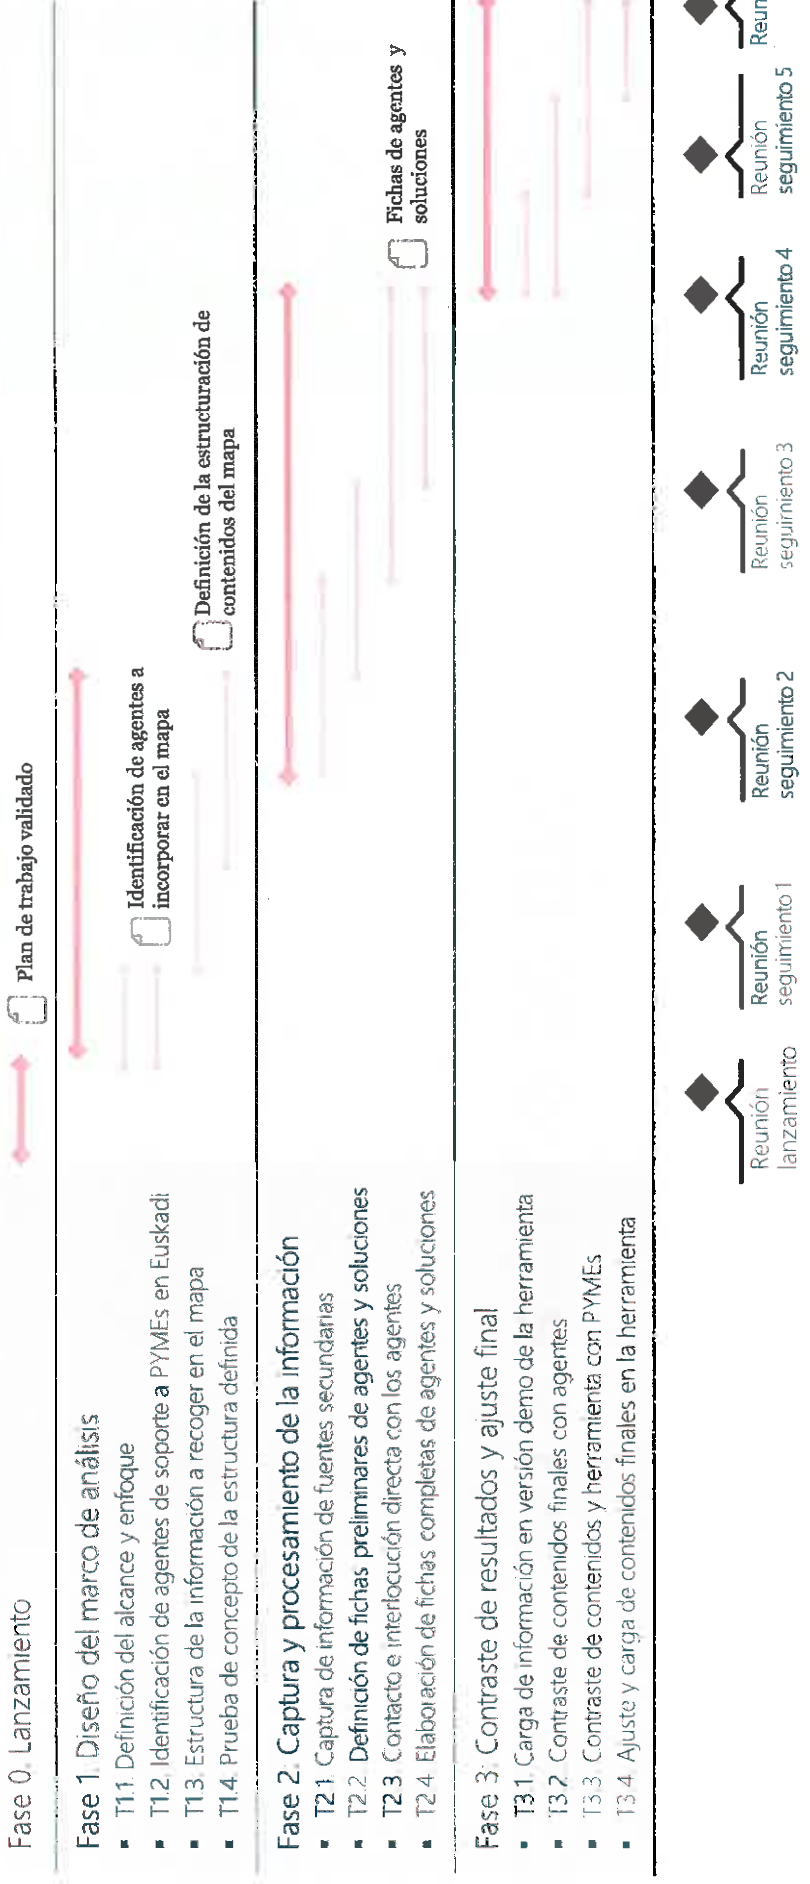 Fase 0. Lanzamiento
Plan de trabajo validado
Fase 1. Diseño del marco de análisis
T1.1. Definición del alcance y enfoque
T1.2. Identificación de agentes de soporte a PYMEs en Euskadi
Identificación de agentes a
incorporar en el mapa
T1.3. Estructura de la información a recoger en el mapa
T1.4. Prueba de concepto de la estructura definida
Definición de la estructuración de
contenidos del mapa
Fase 2: Captura y procesamiento de la información
T2.1. Captura de información de fuentes secundarias
T2.2. Definición de fichas preliminares de agentes y soluciones
T2.3. Contacto e interlocución directa con los agentes
T2.4. Elaboración de fichas completas de agentes y soluciones
Fichas de agentes y
soluciones
Fase 3: Contraste de resultados y ajuste final
T3.1. Carga de información en versión demo de la herramienta
T3.2. Contraste de contenidos finales con agentes
T3.3. Contraste de contenidos y herramienta con PYMEs
T3.4. Ajuste y carga de contenidos finales en la herramienta
Reunión
lanzamiento
Reunión
seguimiento 1
Reunión
seguimiento 2
Reunión
seguimiento 3
Reunión
seguimiento 4
Reunión
seguimiento 5
Reun